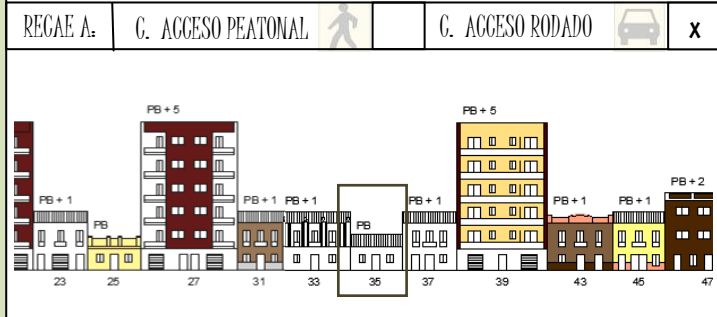 RECAE A: C. ACCESO PEATONAL C. ACCESO RODADO X
PB + 5 PB + 5
PB + 2
PB + 1 PB + 1 PB + 1 PB + 1 PB + 1 PB + 1
PB PB
23 25 27 31 33 35 37 39 43 45 47